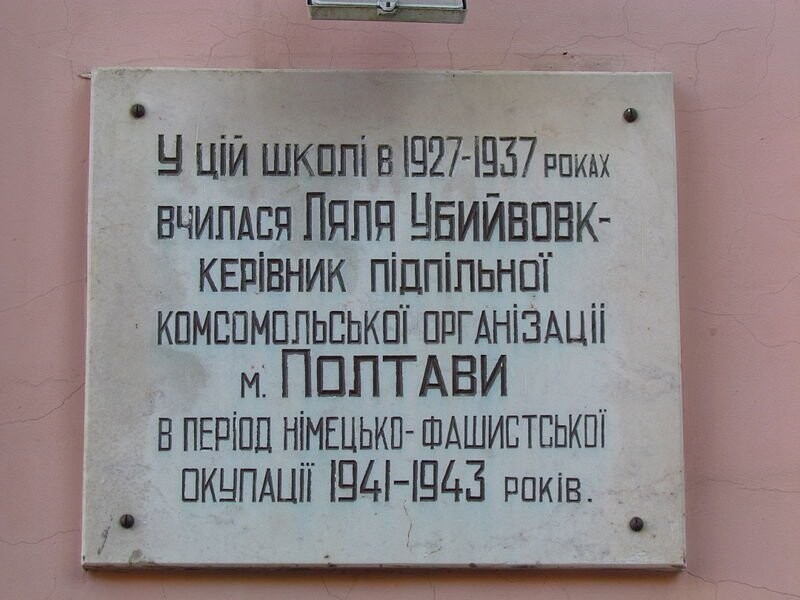 У цій школі в 1927-1937 роках
вчилася Ляля Убийвовк-
керівник підпільної
комсомольської організації
м. Полтави
в період німецько-фашистської
окупації 1941-1943 років.